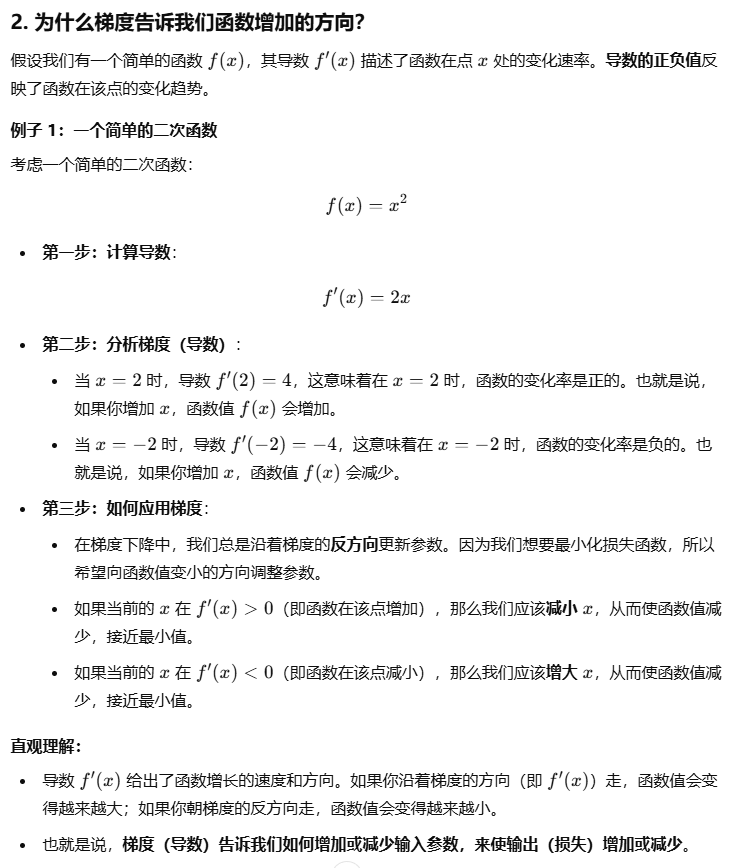 2. 为什么梯度告诉我们函数增加的方向？
假设我们有一个简单的函数 f(x)，其导数 f′(x) 描述了函数在点 x 处的变化速率。导数的正负值反
映了函数在该点的变化趋势。
例子 1：一个简单的二次函数
考虑一个简单的二次函数：
f(x) = x²
• 第一步：计算导数：
f′(x) = 2x
• 第二步：分析梯度（导数）：
• 当 x = 2 时，导数 f′(2) = 4，这意味着在 x = 2 时，函数的变化率是正的。也就是说，
如果你增加 x，函数值 f(x) 会增加。
• 当 x = −2 时，导数 f′(−2) = −4，这意味着在 x = −2 时，函数的变化率是负的。也
就是说，如果你增加 x，函数值 f(x) 会减少。
• 第三步：如何应用梯度：
• 在梯度下降中，我们总是沿着梯度的反方向更新参数。因为我们想要最小化损失函数，所以
希望向函数值变小的方向调整参数。
• 如果当前的 x 在 f′(x) > 0（即函数在该点增加），那么我们应该减小 x，从而使函数值减
少，接近最小值。
• 如果当前的 x 在 f′(x) < 0（即函数在该点减小），那么我们应该增大 x，从而使函数值减
少，接近最小值。
直观理解：
• 导数 f′(x) 给出了函数增长的速度和方向。如果你沿着梯度的方向（即 f′(x)）走，函数值会变
得越来越大；如果你朝梯度的反方向走，函数值会变得越来越小。
• 也就是说，梯度（导数）告诉我们如何增加或减少输入参数，来使输出（损失）增加或减少。